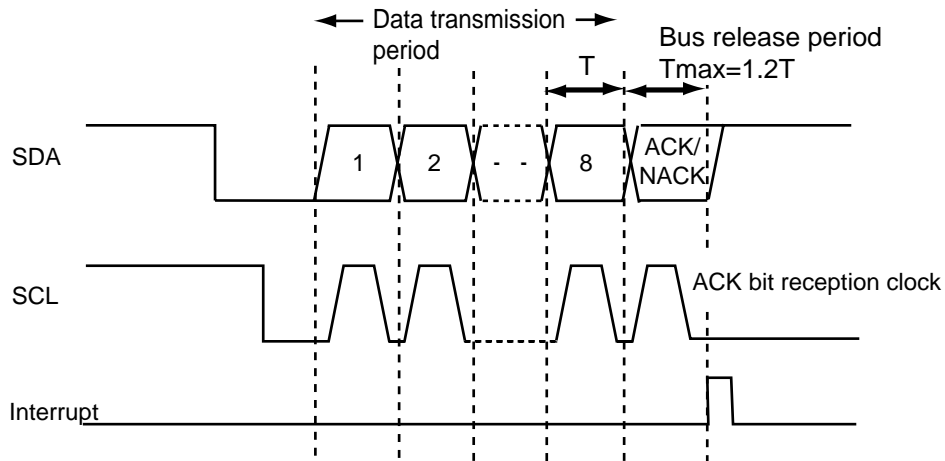 Data transmission
period
Bus release period
Tmax=1.2T
T
SDA
1
2
- -
8
ACK/
NACK
SCL
ACK bit reception clock
Interrupt